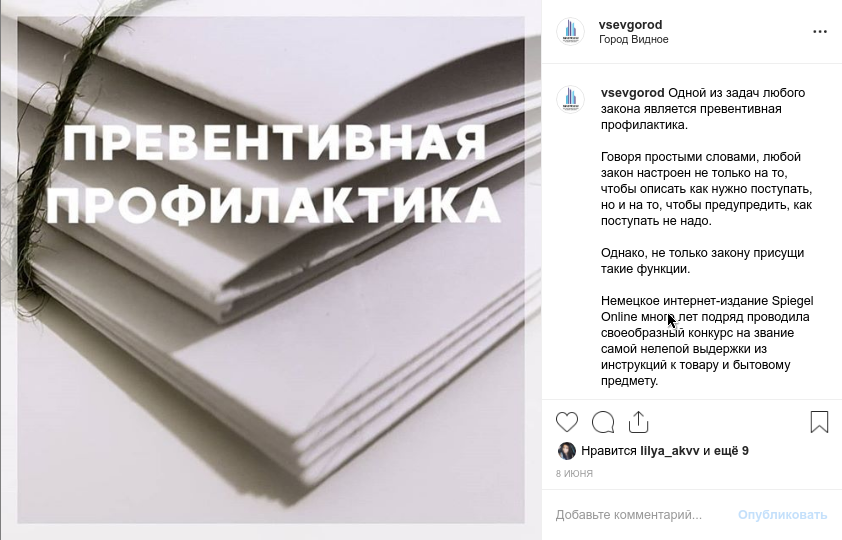 ПРЕВЕНТИВНАЯ
ПРОФИЛАКТИКА
vsevgorod
Город Видное
vsevgorod Одной из задач любого
закона является превентивная
профилактика.
Говоря простыми словами, любой
закон настроен не только на то,
чтобы описать как нужно поступать,
но и на то, чтобы предупредить, как
поступать не надо.
Однако, не только закону присущи
такие функции.
Немецкое интернет-издание Spiegel
Online много лет подряд проводила
своеобразный конкурс на звание
самой нелепой выдержки из
инструкций к товару и бытовому
предмету.
Нравится lilya_akvv и ещё 9
8 ИЮНЯ
Добавьте комментарий... Опубликовать